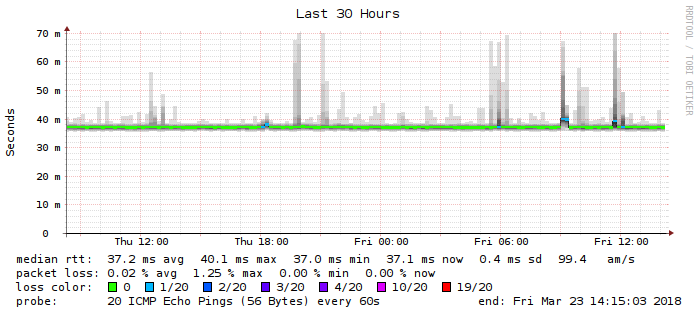 Last 30 Hours
RRDTOOL / TOBI OETIKER
Seconds
70 m
60 m
50 m
40 m
30 m
20 m
10 m
0
Thu 12:00 Thu 18:00 Fri 00:00 Fri 06:00 Fri 12:00
median rtt: 37.2 ms avg 40.1 ms max 37.0 ms min 37.1 ms now 0.4 ms sd 99.4 am/s
packet loss: 0.02 % avg 1.25 % max 0.00 % min 0.00 % now
loss color: 0 1/20 2/20 3/20 4/20 10/20 19/20
probe: 20 ICMP Echo Pings (56 Bytes) every 60s end: Fri Mar 23 14:15:03 2018